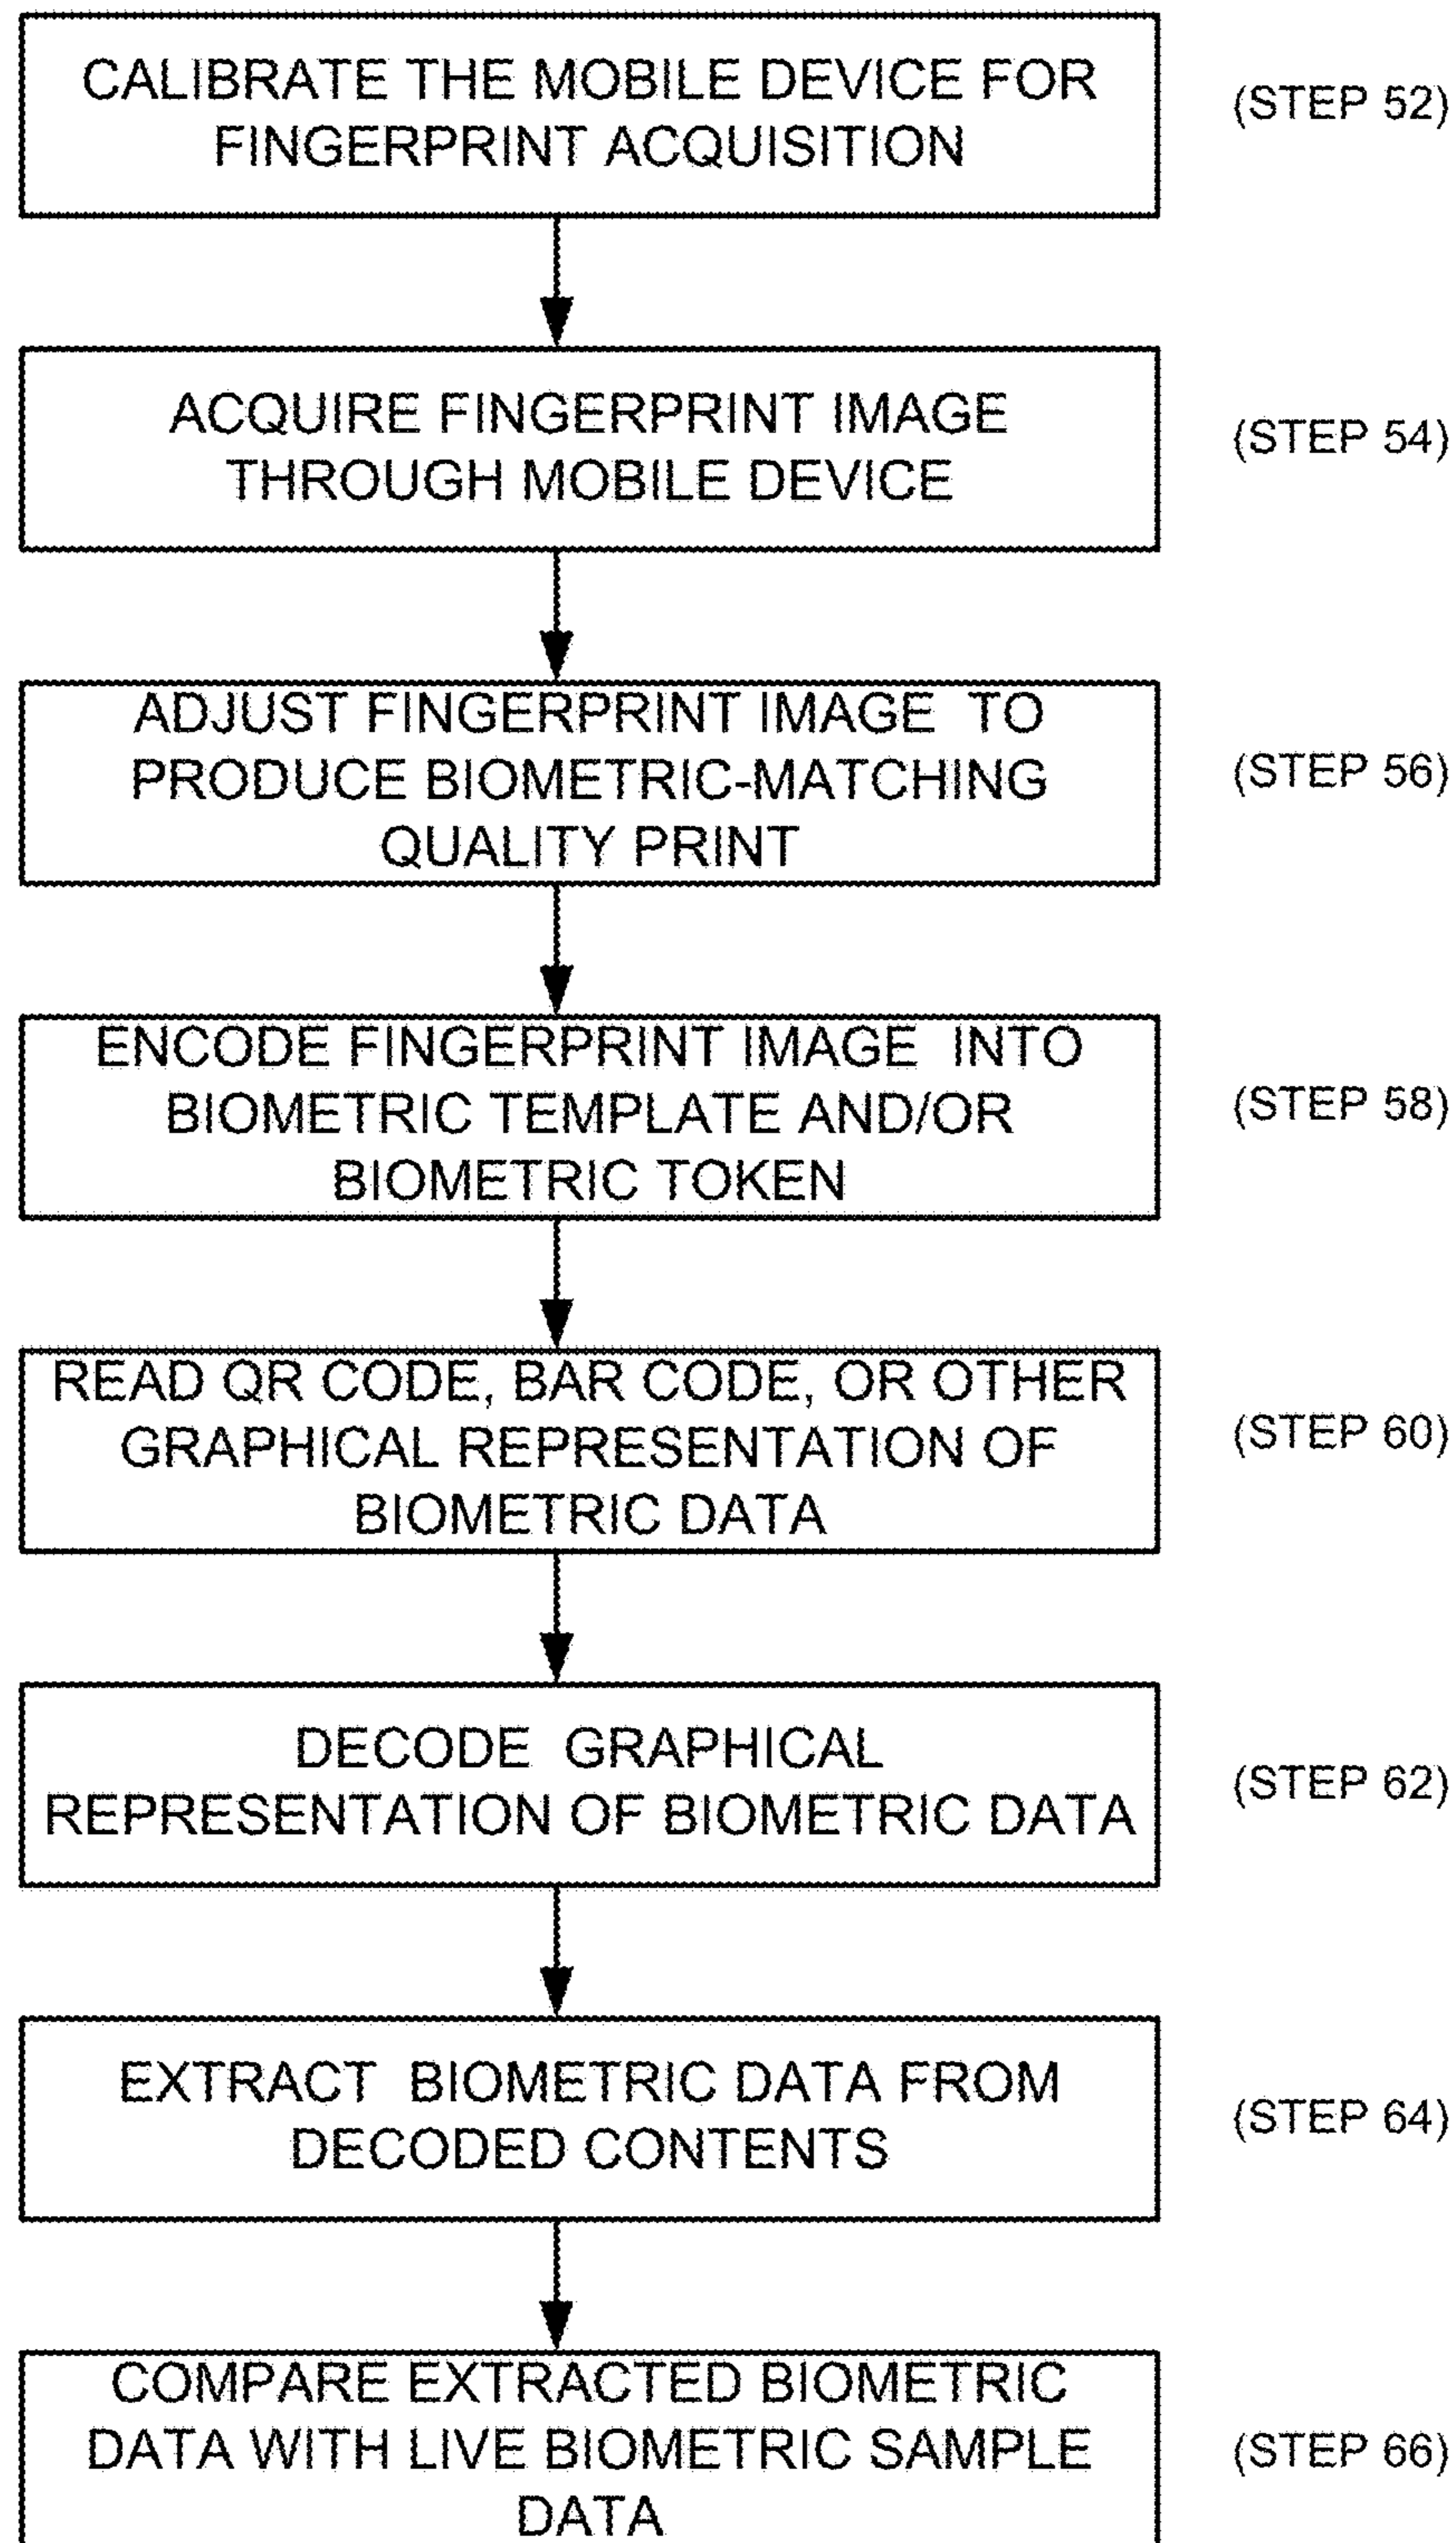 CALIBRATE THE MOBILE DEVICE FOR
FINGERPRINT ACQUISITION
(STEP 52)
ACQUIRE FINGERPRINT IMAGE
THROUGH MOBILE DEVICE
(STEP 54)
ADJUST FINGERPRINT IMAGE TO
PRODUCE BIOMETRIC-MATCHING
QUALITY PRINT
(STEP 56)
ENCODE FINGERPRINT IMAGE INTO
BIOMETRIC TEMPLATE AND/OR
BIOMETRIC TOKEN
(STEP 58)
READ QR CODE, BAR CODE, OR OTHER
GRAPHICAL REPRESENTATION OF
BIOMETRIC DATA
(STEP 60)
DECODE GRAPHICAL
REPRESENTATION OF BIOMETRIC DATA
(STEP 62)
EXTRACT BIOMETRIC DATA FROM
DECODED CONTENTS
(STEP 64)
COMPARE EXTRACTED BIOMETRIC
DATA WITH LIVE BIOMETRIC SAMPLE
DATA
(STEP 66)